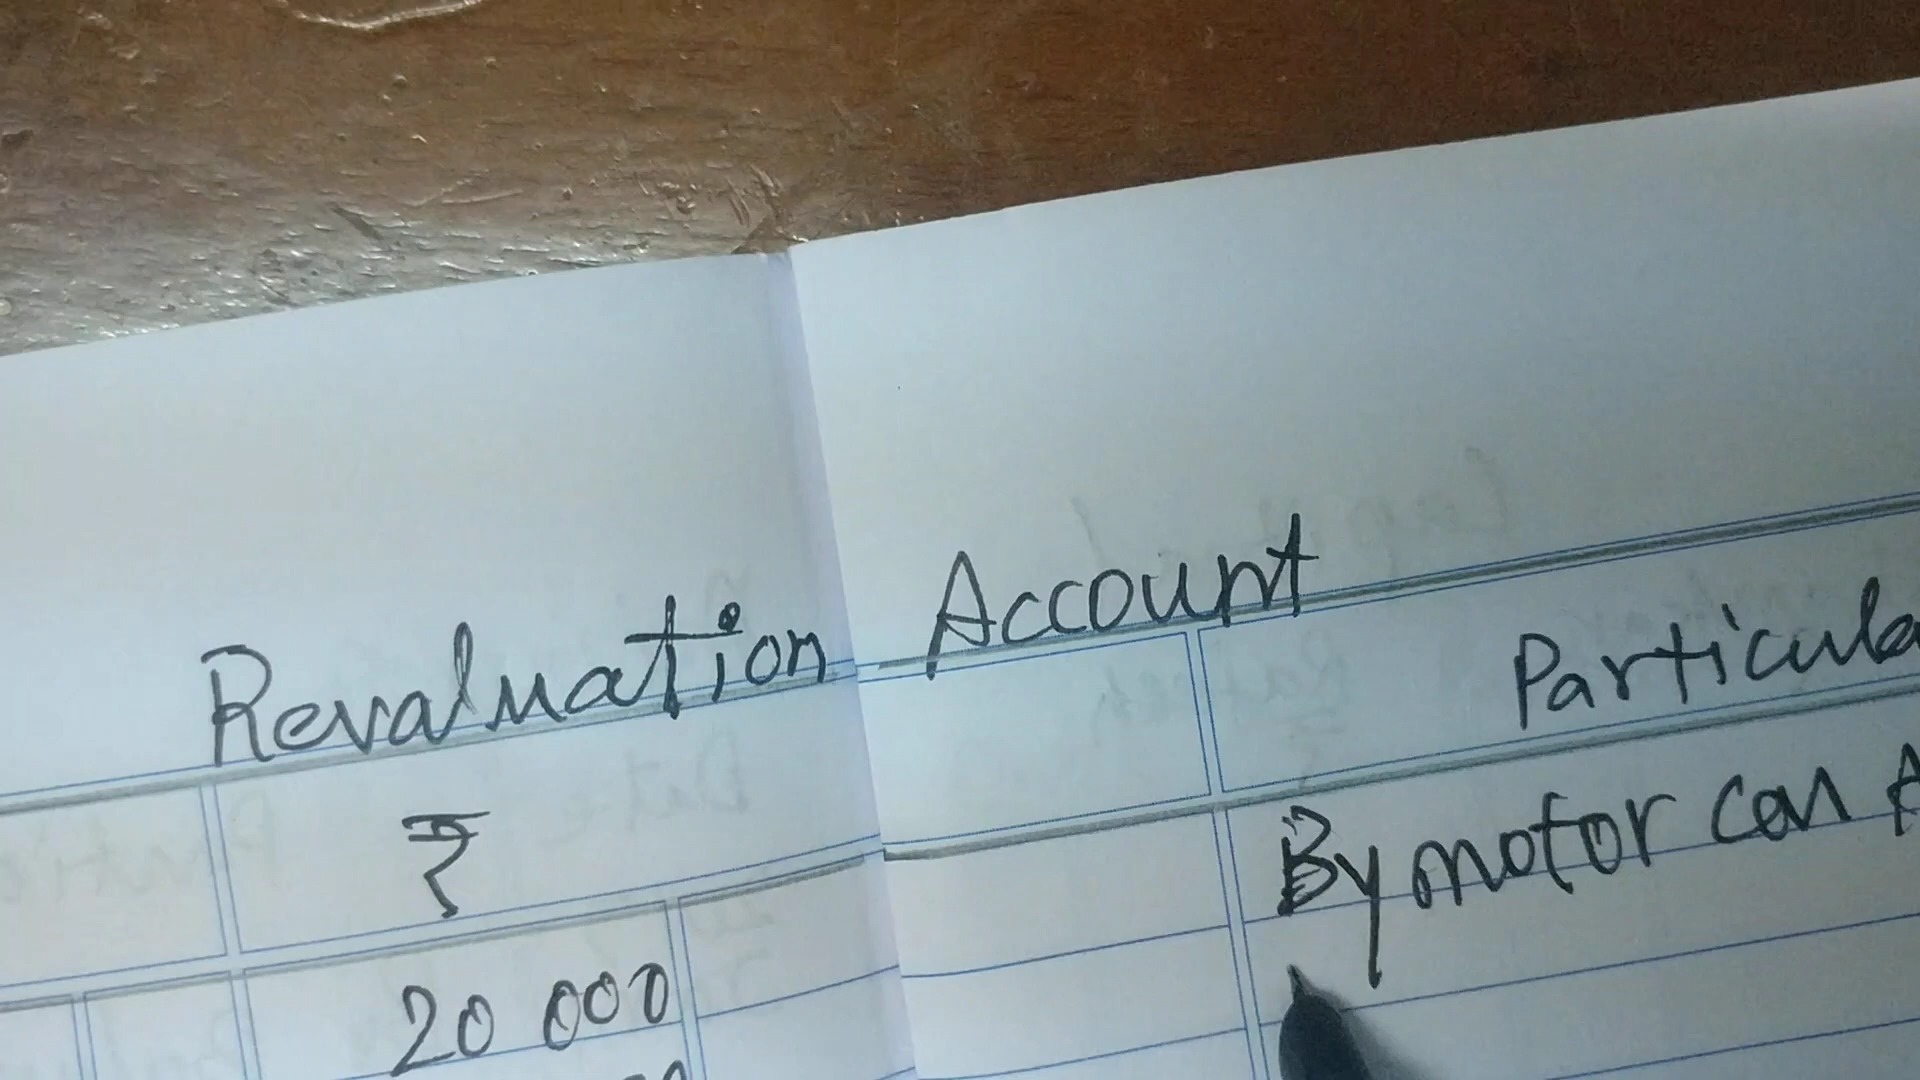 Revaluation Account
₹ Particula
By motor car A
20 000